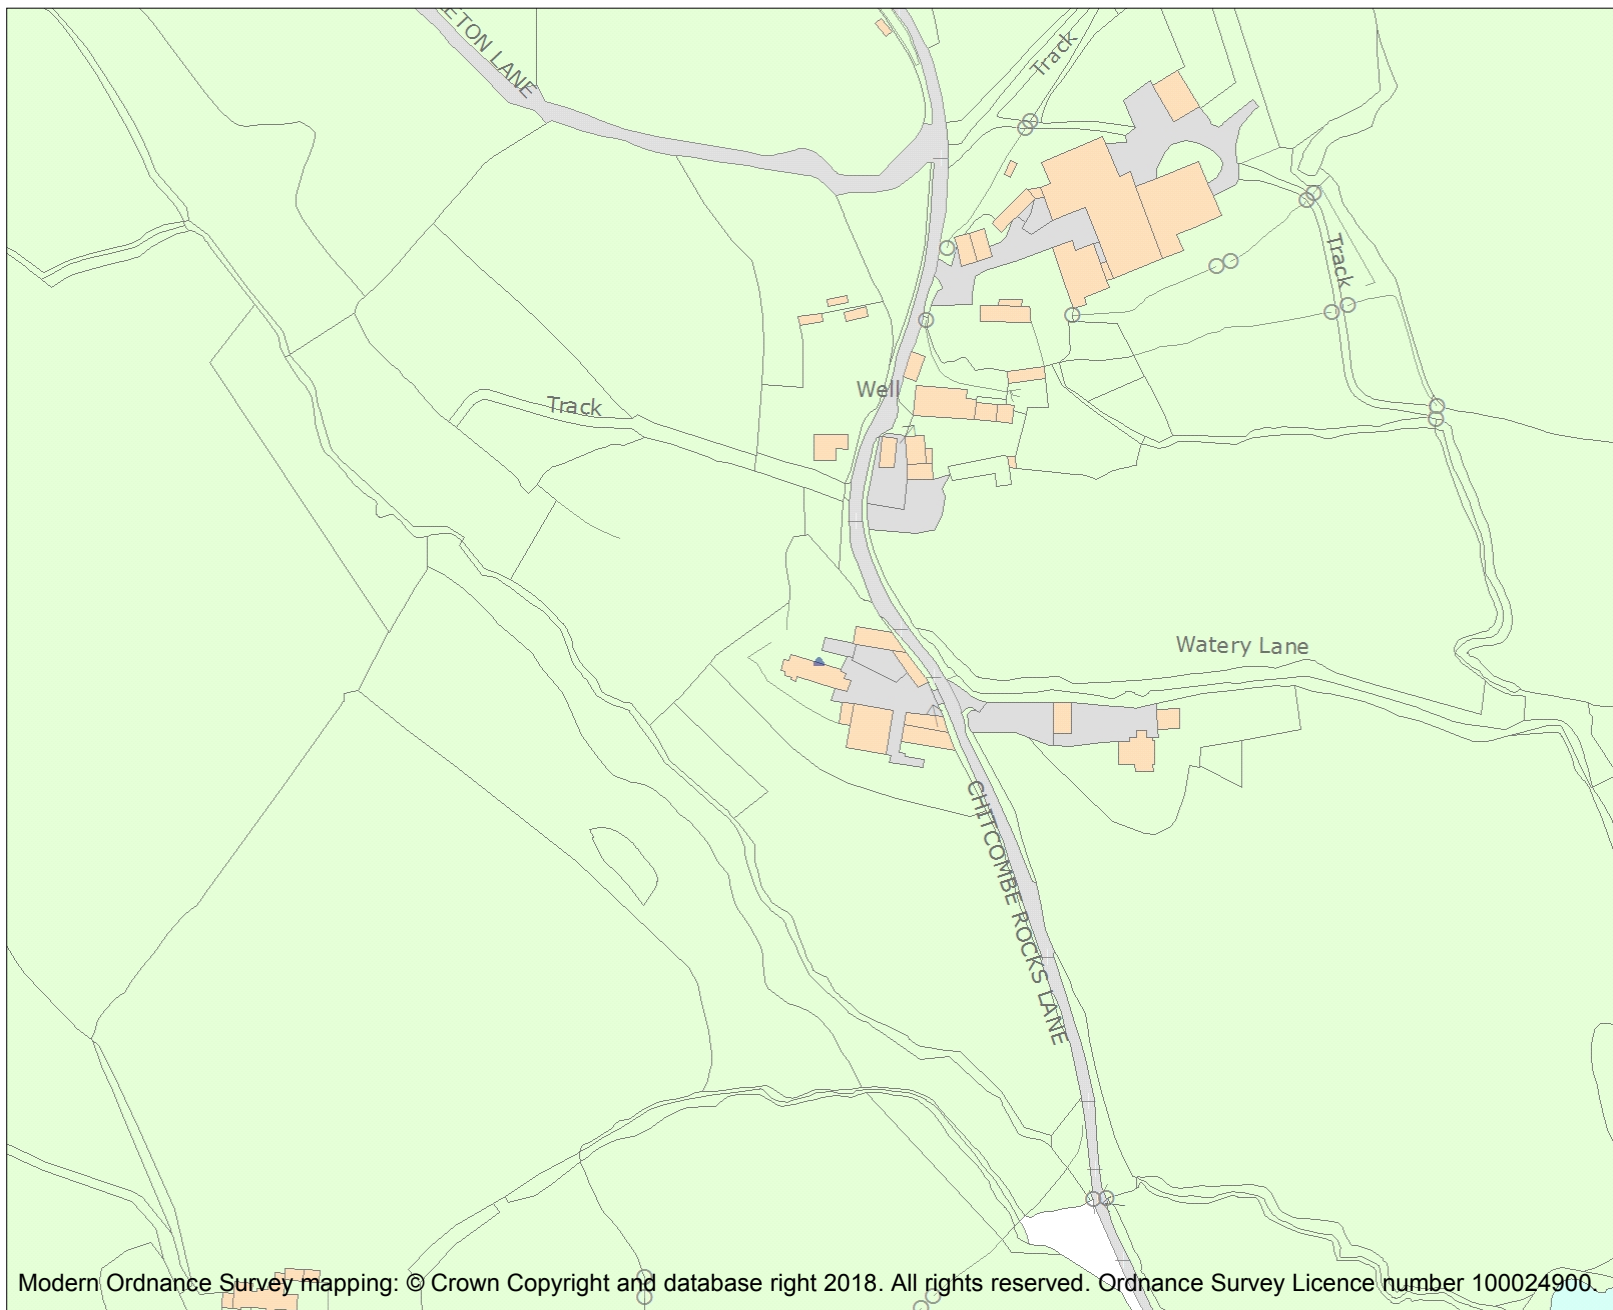 ETON LANE
Track
Track
Well
Track
Watery Lane
CHITCOMBE ROCKS LANE
Modern Ordnance Survey mapping: © Crown Copyright and database right 2018. All rights reserved. Ordnance Survey Licence number 100024900.